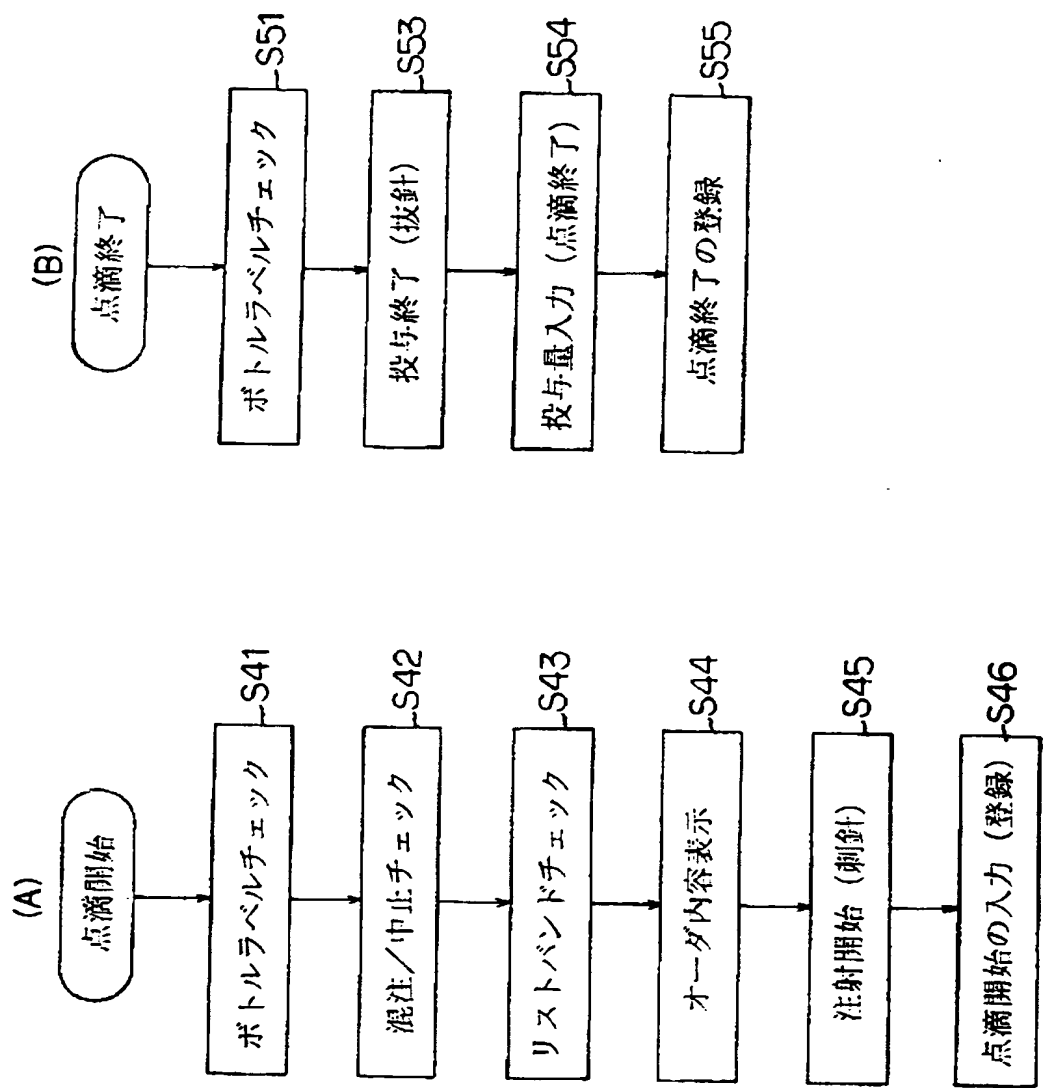 (A)
点滴開始
ボトルラベルチェック
S41
混注／中止チェック
S42
リストバンドチェック
S43
オーダ内容表示
S44
注射開始（刺針）
S45
点滴開始の入力（登録）
S46
(B)
点滴終了
ボトルラベルチェック
S51
投与終了（抜針）
S53
投与量入力（点滴終了）
S54
点滴終了の登録
S55